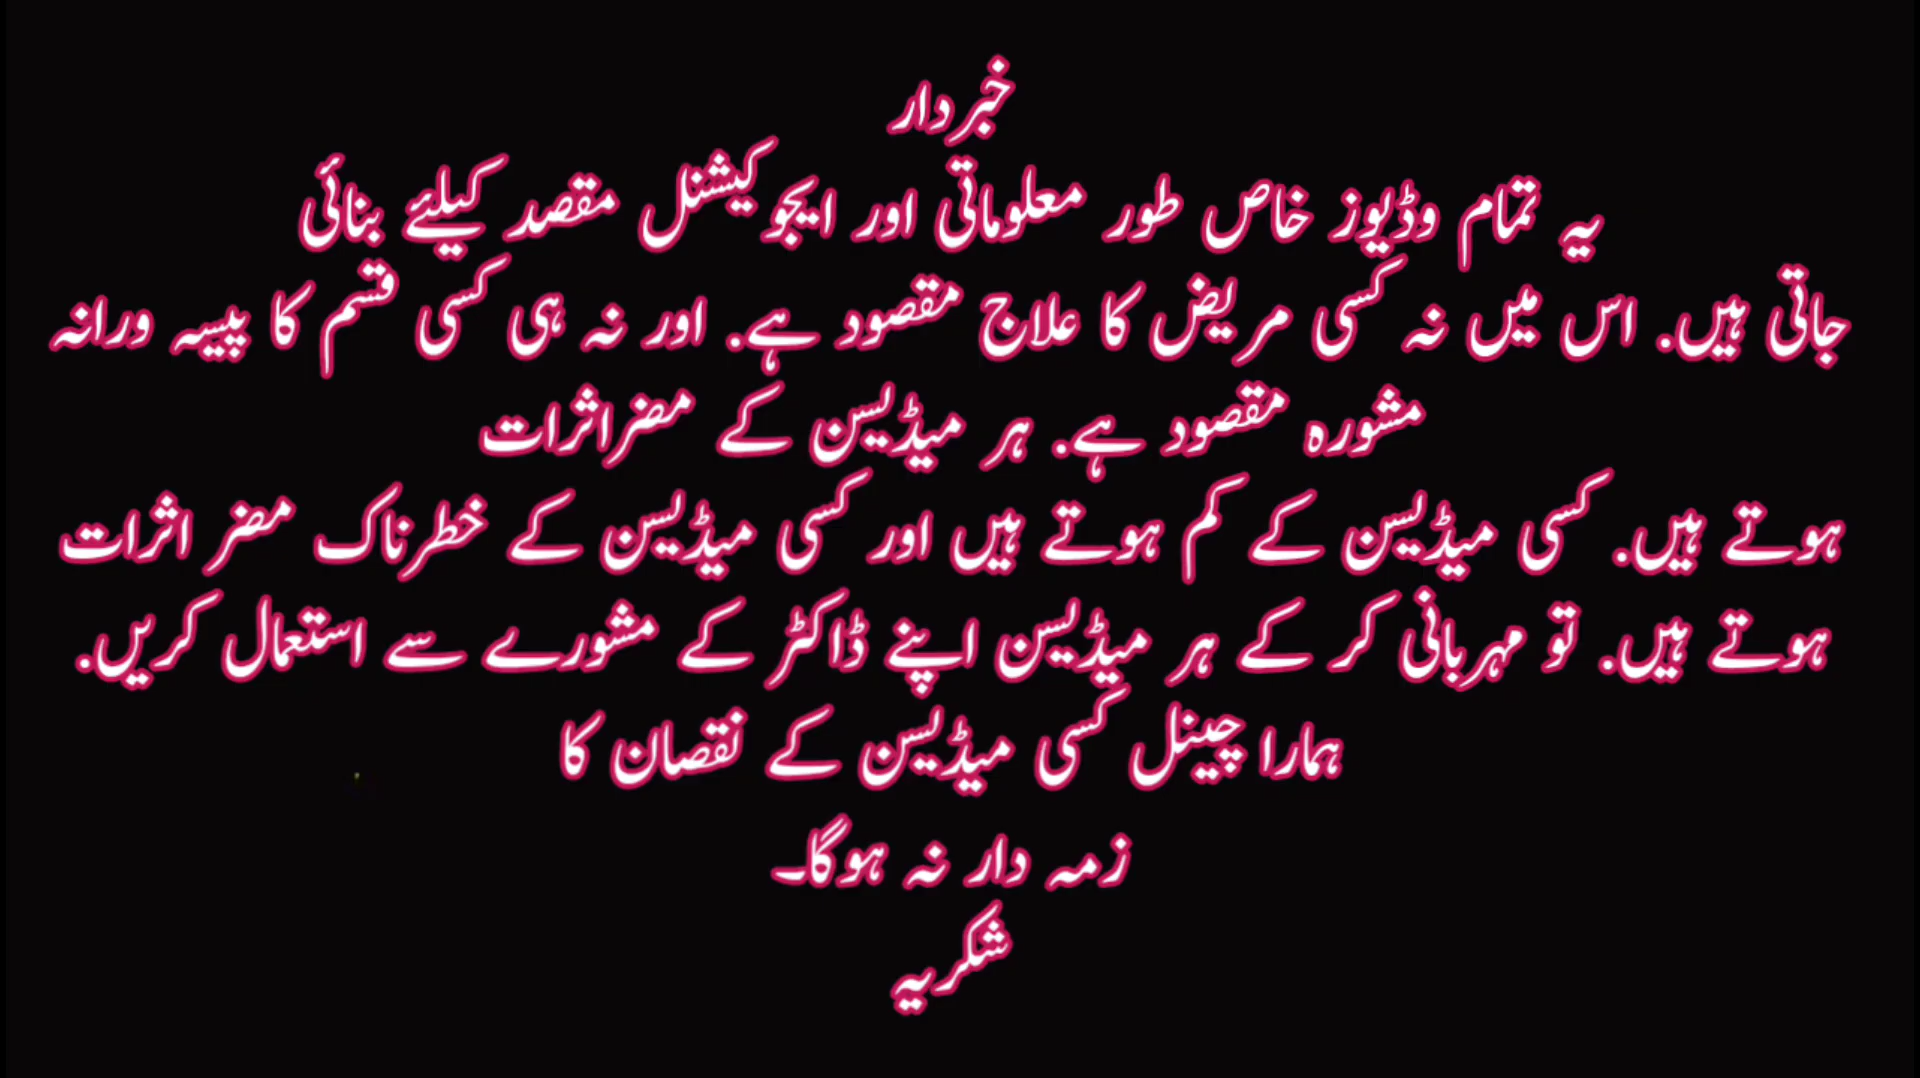 خبردار
یہ تمام وڈیوز خاص طور معلوماتی اور ایجوکیشنل مقصد کیلئے بنائی
جاتی ہیں. اس میں نہ کسی مریض کا علاج مقصود ہے. اور نہ ہی کسی قسم کا پیسہ ورانہ
مشورہ مقصود ہے. ہر میڈیسن کے مضراثرات
ہوتے ہیں. کسی میڈیسن کے کم ہوتے ہیں اور کسی میڈیسن کے خطرناک مضر اثرات
ہوتے ہیں. تو مہربانی کر کے ہر میڈیسن اپنے ڈاکٹر کے مشورے سے استعمال کریں.
ہمارا چینل کسی میڈیسن کے نقصان کا
زمہ دار نہ ہوگا۔
شکریہ